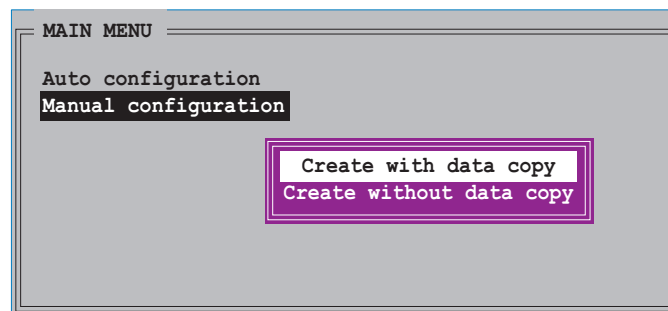 MAIN MENU
Auto configuration
Manual configuration
Create with data copy
Create without data copy